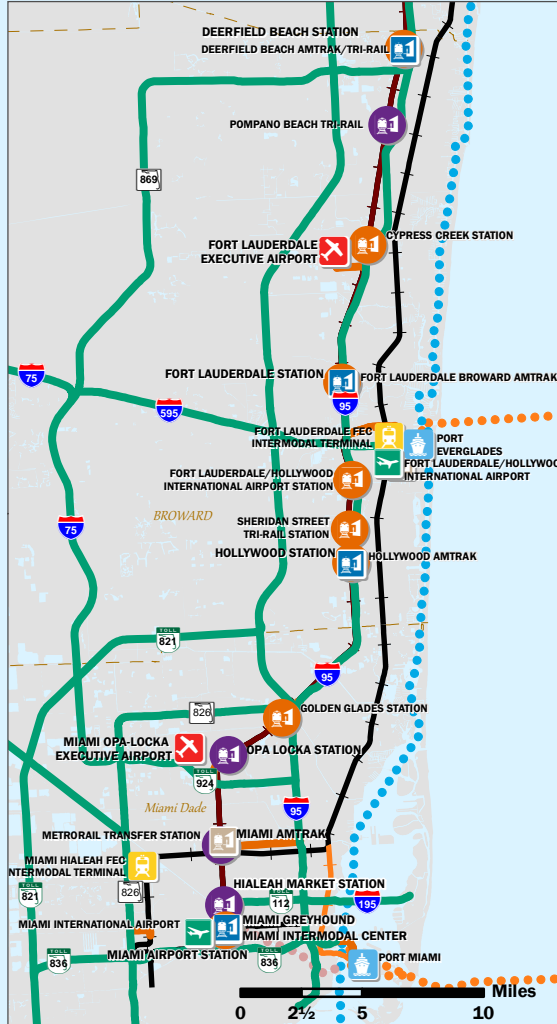 DEERFIELD BEACH STATION
DEERFIELD BEACH AMTRAK/TRI-RAIL
POMPANO BEACH TRI-RAIL
869
CYPRESS CREEK STATION
FORT LAUDERDALE
EXECUTIVE AIRPORT
75
FORT LAUDERDALE STATION
FORT LAUDERDALE BROWARD AMTRAK
95
595
FORT LAUDERDALE FEC
INTERMODAL TERMINAL
PORT
EVERGLADES
FORT LAUDERDALE/HOLLYWOO
INTERNATIONAL AIRPORT
FORT LAUDERDALE/HOLLYWOOD
INTERNATIONAL AIRPORT STATION
BROWARD
75
SHERIDAN STREET
TRI-RAIL STATION
HOLLYWOOD STATION
HOLLYWOOD AMTRAK
TOLL
821
95
826
GOLDEN GLADES STATION
MIAMI OPA-LOCKA
EXECUTIVE AIRPORT
OPA LOCKA STATION
TOLL
924
Miami Dade
95
METRORAIL TRANSFER STATION
MIAMI AMTRAK
MIAMI HIALEAH FEC
NTERMODAL TERMINAL
TOLL
821
826
HIALEAH MARKET STATION
TOLL
112
195
MIAMI INTERNATIONAL AIRPORT
MIAMI GREYHOUND
MIAMI INTERMODAL CENTER
MIAMI AIRPORT STATION
TOLL
836
TOLL
836
PORT MIAMI
Miles
0
2½
5
10